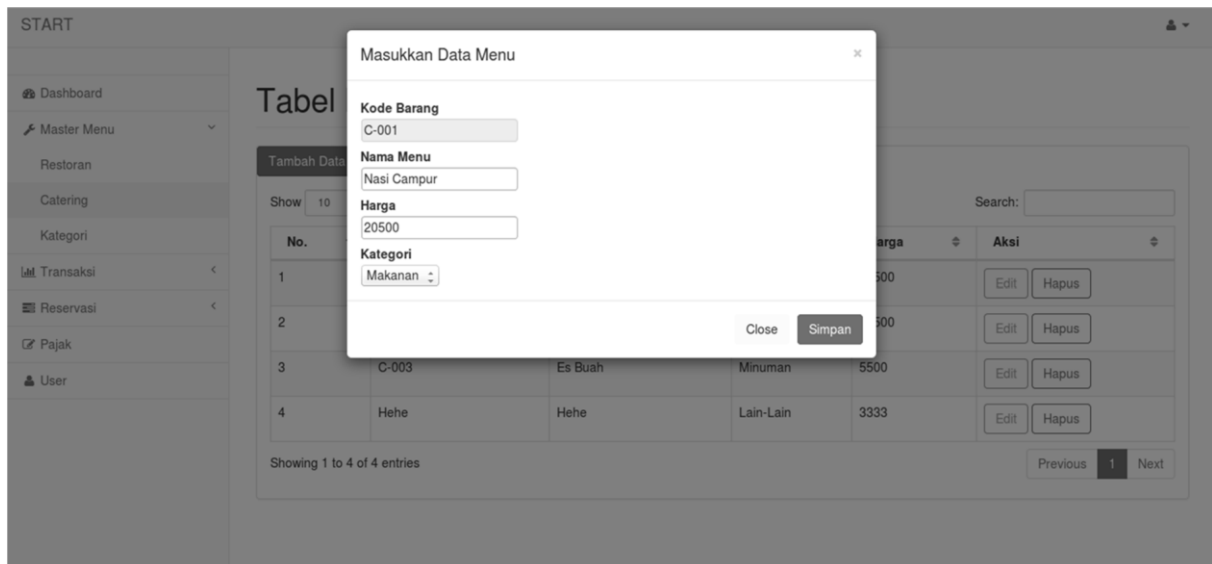 START
Masukkan Data Menu
×
Dashboard
Master Menu
Restoran
Catering
Kategori
Transaksi
Reservasi
Pajak
User
Tabel
Kode Barang
C-001
Nama Menu
Nasi Campur
Harga
20500
Kategori
Makanan
Close Simpan
Tambah Data
Show 10 Search:
No. arga Aksi
1 500 Edit Hapus
2 500 Edit Hapus
3 C-003 Es Buah Minuman 5500 Edit Hapus
4 Hehe Hehe Lain-Lain 3333 Edit Hapus
Showing 1 to 4 of 4 entries Previous 1 Next